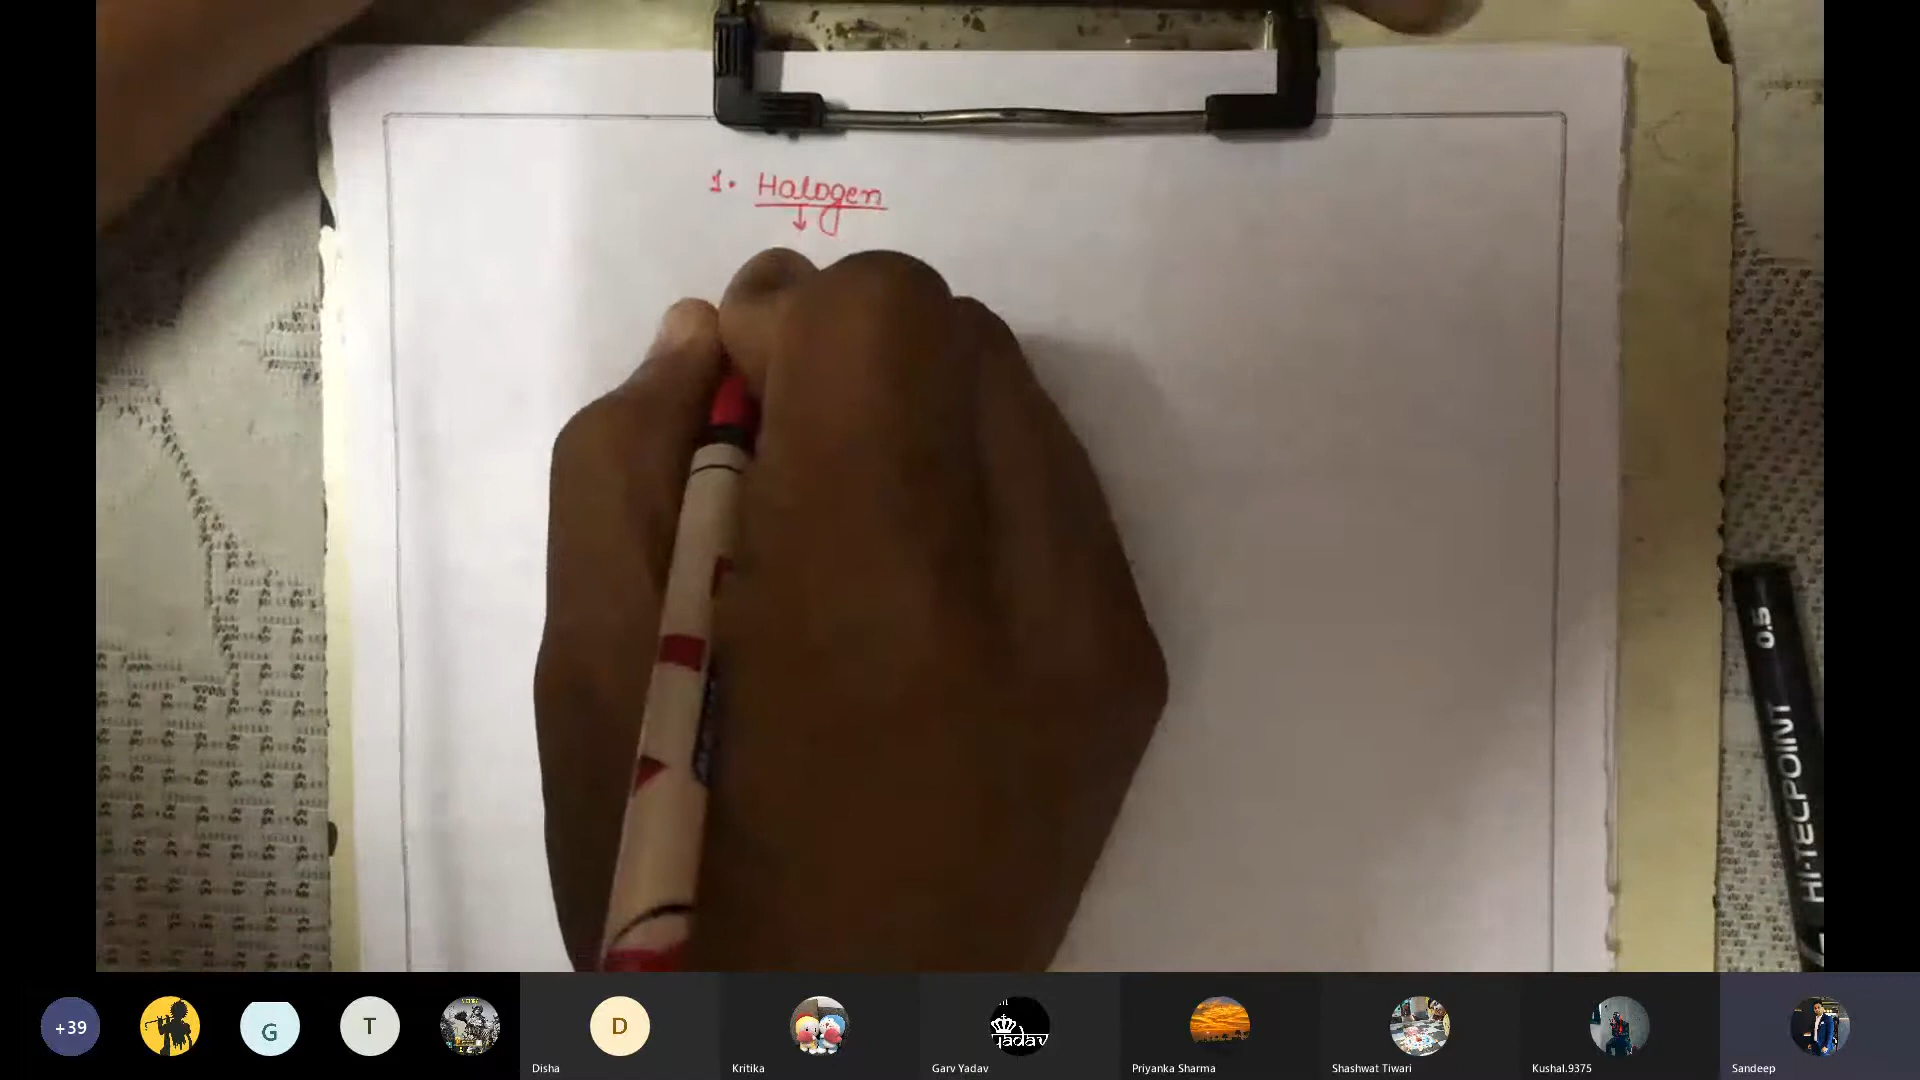 1. Halogen
0.5
HI-TECPOINT
+39
G
T
D
yadav
Disha
Kritika
Garv Yadav
Priyanka Sharma
Shashwat Tiwari
Kushal.9375
Sandeep